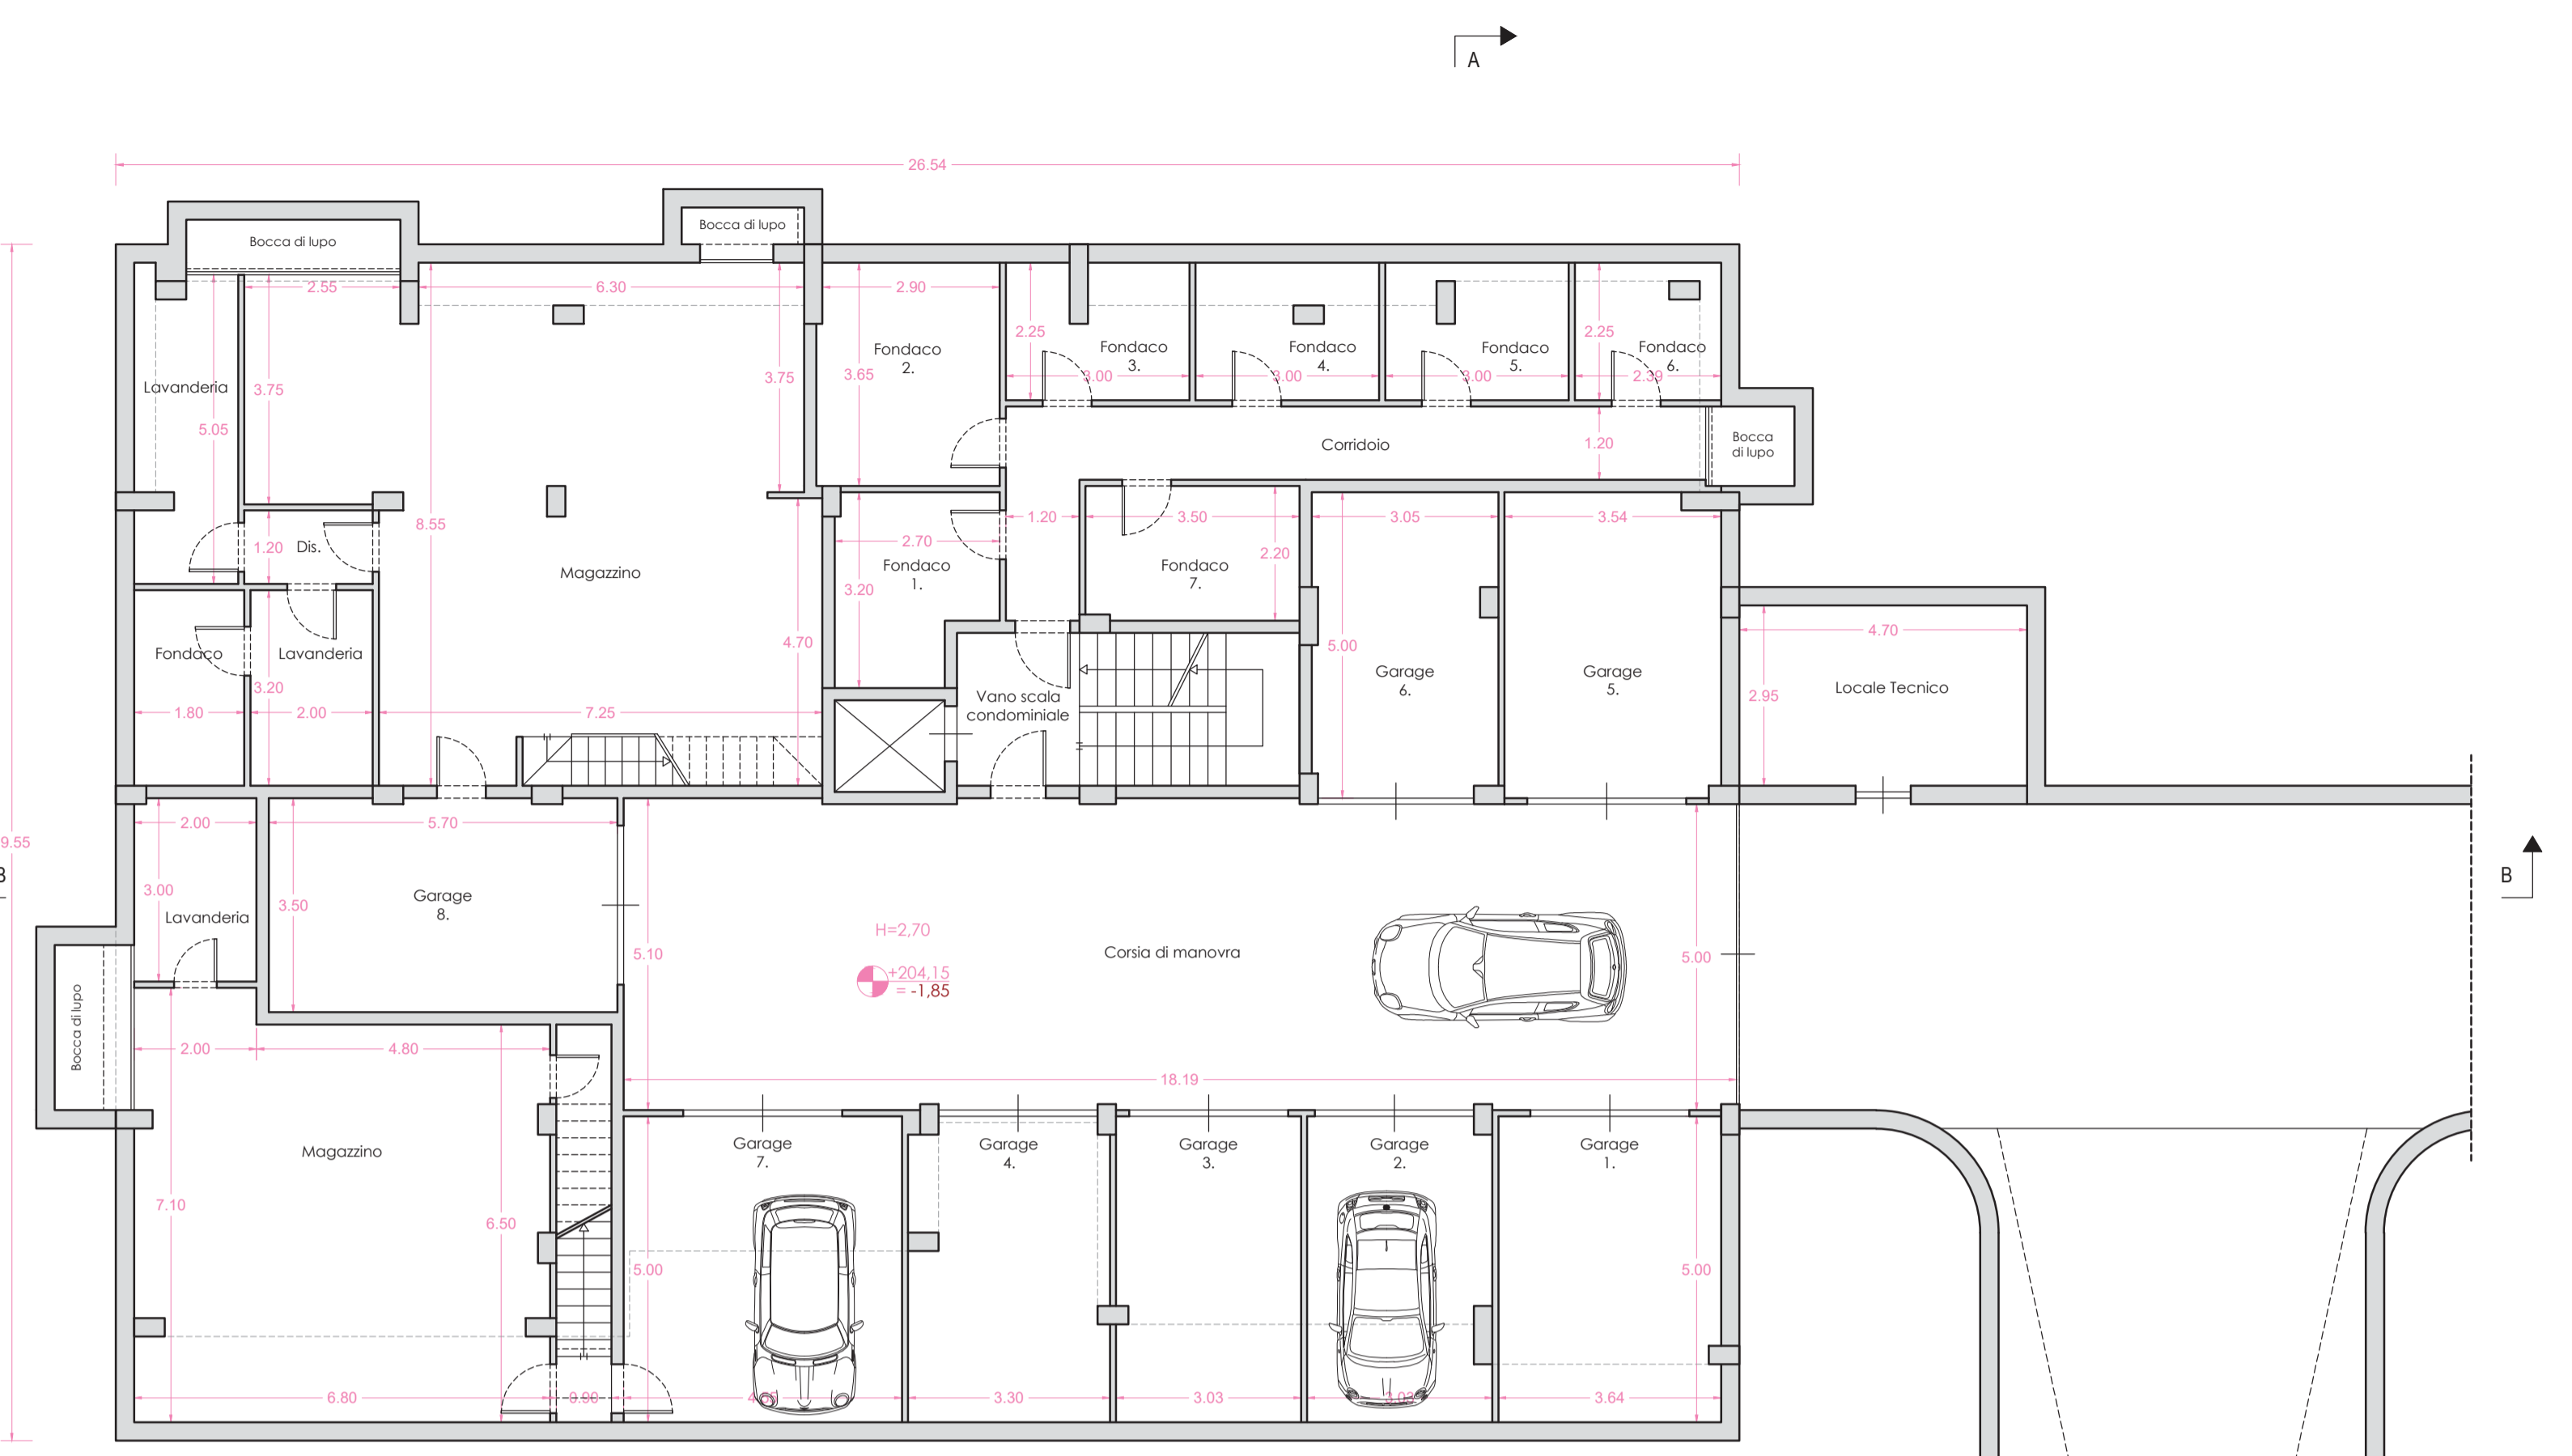 A
26.54
Bocca di lupo
Bocca di lupo
2.55
6.30
2.90
2.25
2.25
Fondaco
2.
Fondaco
3.
Fondaco
4.
Fondaco
5.
Fondaco
6.
3.00
3.00
3.00
2.39
Lavanderia
3.75
3.75
3.65
5.05
Corridoio
1.20
Bocca
di lupo
8.55
1.20
3.50
3.05
3.54
1.20
Dis.
2.70
2.20
Magazzino
Fondaco
1.
Fondaco
7.
3.20
4.70
5.00
4.70
Fondaco
Lavanderia
3.20
Garage
6.
Garage
5.
Locale Tecnico
2.95
Vano scala
condominiale
1.80
2.00
7.25
2.00
5.70
9.55
B
3.00
3.50
Garage
8.
Lavanderia
H=2,70
5.10
Corsia di manovra
5.00
+204,15
= -1,85
Bocca di lupo
2.00
4.80
18.19
Magazzino
Garage
7.
Garage
4.
Garage
3.
Garage
2.
Garage
1.
7.10
6.50
5.00
5.00
6.80
0.90
3.30
3.03
3.03
3.64